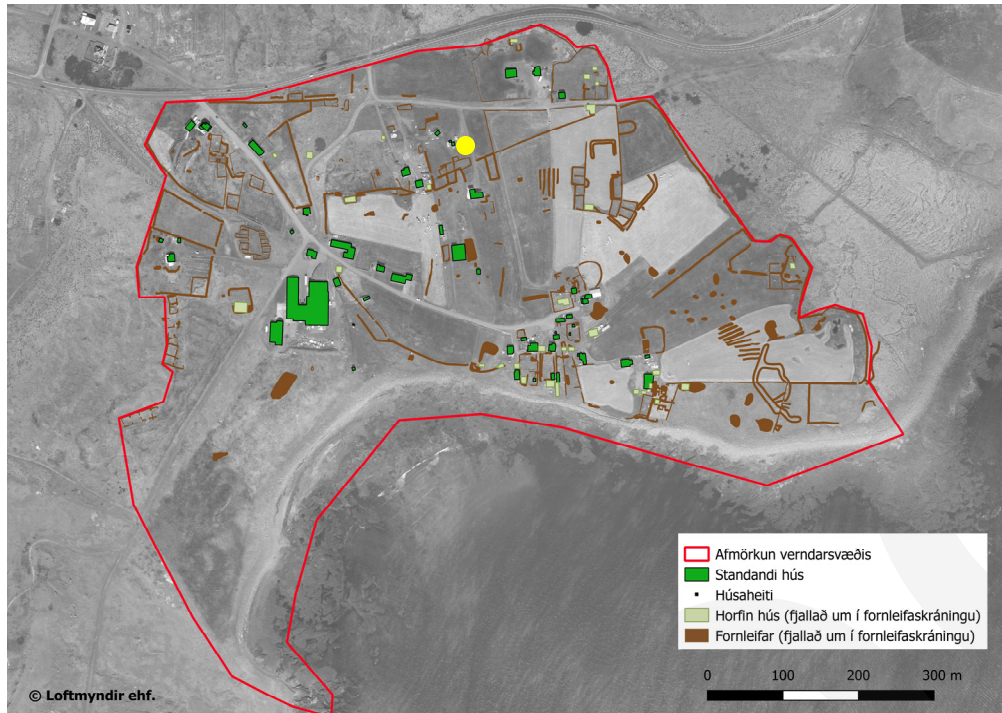 Afmörkun verndarsvæðis
Standandi hús
Húsaheiti
Horfin hús (fjallað um í fornleifaskráningu)
Fornleifar (fjallað um í fornleifaskráningu)
0 100 200 300 m
© Loftmyndir ehf.